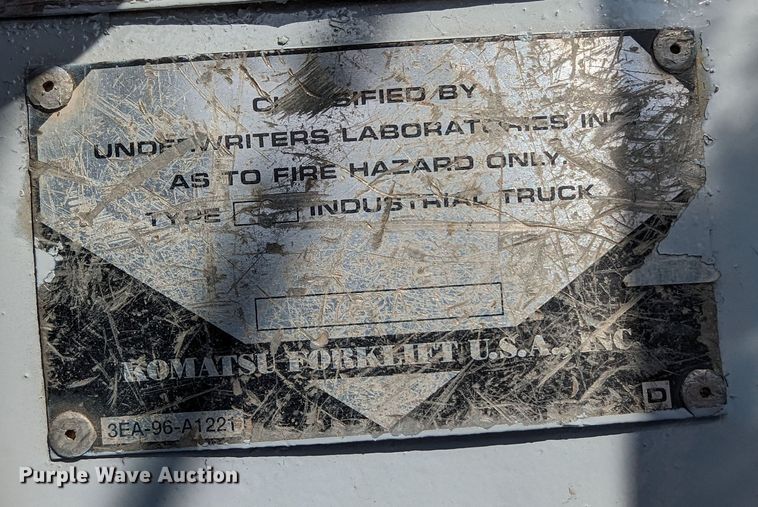 CLASSIFIED BY
UNDERWRITERS LABORATORIES INC.
AS TO FIRE HAZARD ONLY.
TYPE INDUSTRIAL TRUCK
KOMATSU FORKLIFT U.S.A., INC
3EA-96-A1221
D
Purple Wave Auction